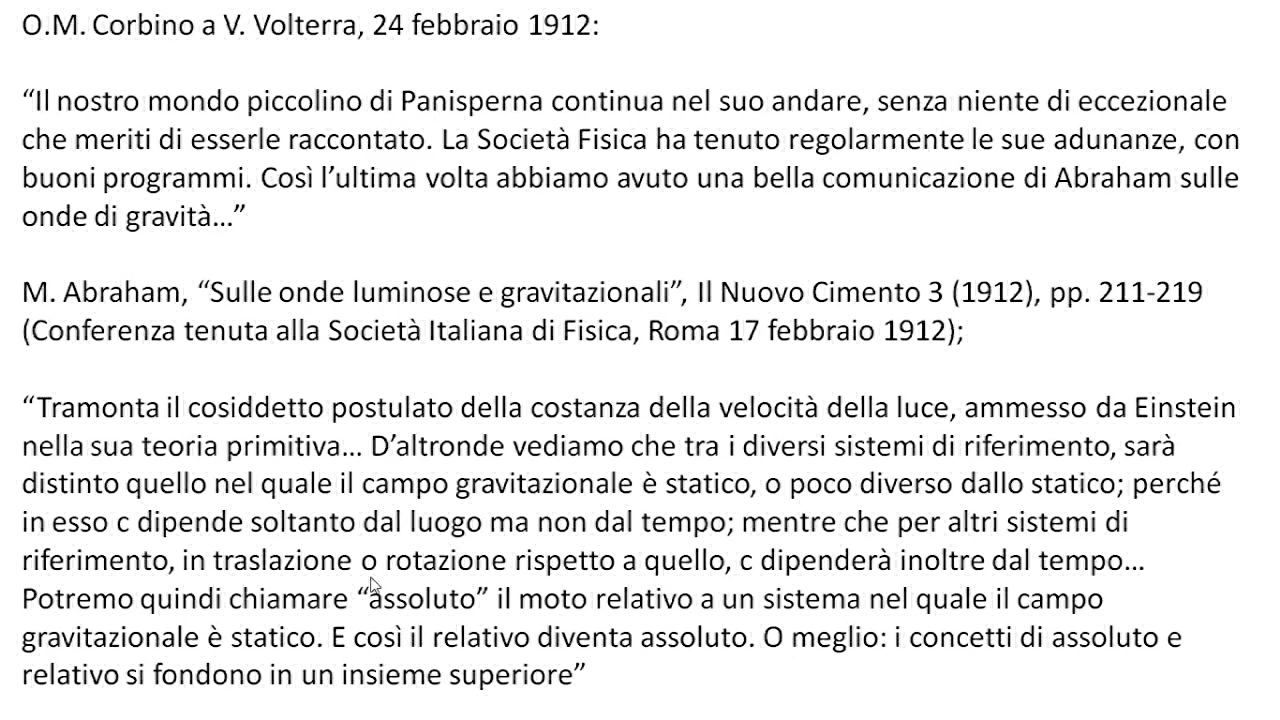 O.M. Corbino a V. Volterra, 24 febbraio 1912:
“Il nostro mondo piccolino di Panisperna continua nel suo andare, senza niente di eccezionale
che meriti di esserle raccontato. La Società Fisica ha tenuto regolarmente le sue adunanze, con
buoni programmi. Così l’ultima volta abbiamo avuto una bella comunicazione di Abraham sulle
onde di gravità…”
M. Abraham, “Sulle onde luminose e gravitazionali”, Il Nuovo Cimento 3 (1912), pp. 211-219
(Conferenza tenuta alla Società Italiana di Fisica, Roma 17 febbraio 1912);
“Tramonta il cosiddetto postulato della costanza della velocità della luce, ammesso da Einstein
nella sua teoria primitiva… D’altronde vediamo che tra i diversi sistemi di riferimento, sarà
distinto quello nel quale il campo gravitazionale è statico, o poco diverso dallo statico; perché
in esso c dipende soltanto dal luogo ma non dal tempo; mentre che per altri sistemi di
riferimento, in traslazione o rotazione rispetto a quello, c dipenderà inoltre dal tempo…
Potremo quindi chiamare “assoluto” il moto relativo a un sistema nel quale il campo
gravitazionale è statico. E così il relativo diventa assoluto. O meglio: i concetti di assoluto e
relativo si fondono in un insieme superiore”